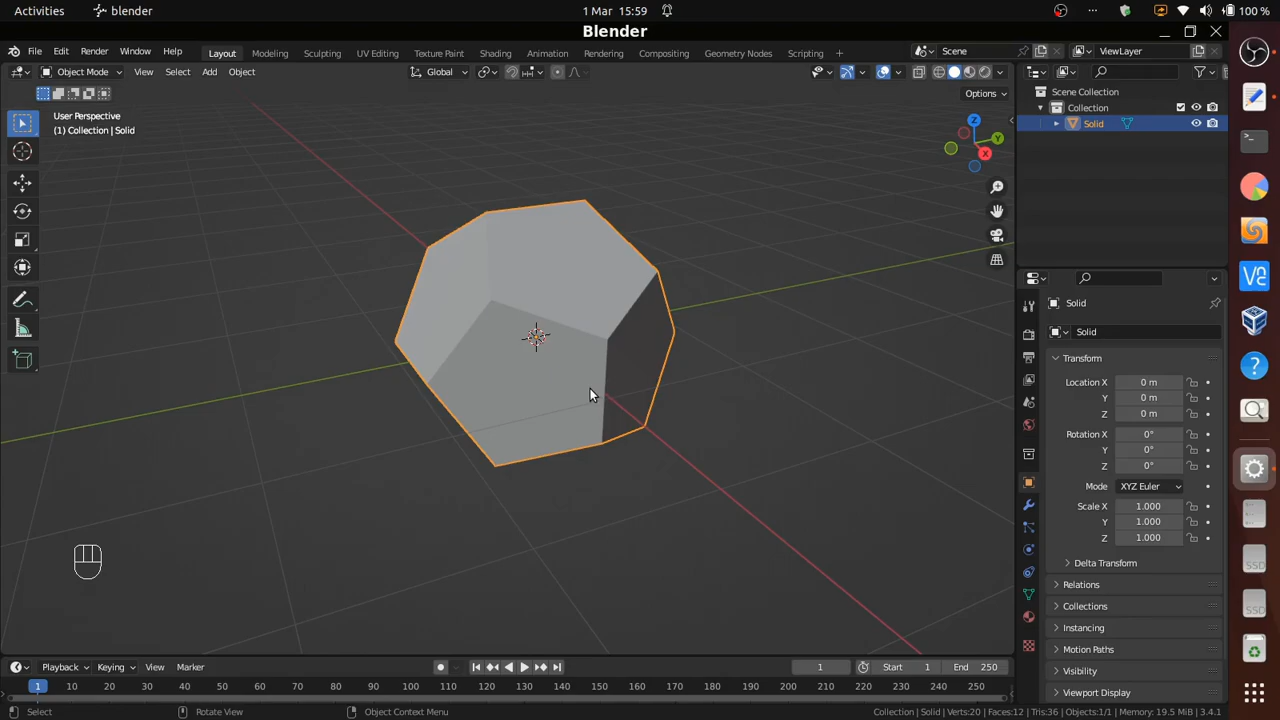 Activities blender 1 Mar 15:59 100 %
Blender
File Edit Render Window Help Layout Modeling Sculpting UV Editing Texture Paint Shading Animation Rendering Compositing Geometry Nodes Scripting + Scene ViewLayer
Object Mode View Select Add Object Global
Options
User Perspective
(1) Collection | Solid
Z
Y
X
Scene Collection
Collection
Solid
Solid
Solid
Transform
Location X 0 m
Y 0 m
Z 0 m
Rotation X 0°
Y 0°
Z 0°
Mode XYZ Euler
Scale X 1.000
Y 1.000
Z 1.000
Delta Transform
Relations
Collections
Instancing
Motion Paths
Visibility
Viewport Display
SSD
SSD
Playback Keying View Marker 1 Start 1 End 250
1 10 20 30 40 50 60 70 80 90 100 110 120 130 140 150 160 170 180 190 200 210 220 230 240 250
Select Rotate View Object Context Menu Collection | Solid | Verts:20 | Faces:12 | Tris:36 | Objects:1/1 | Memory: 19.5 MiB | 3.4.1